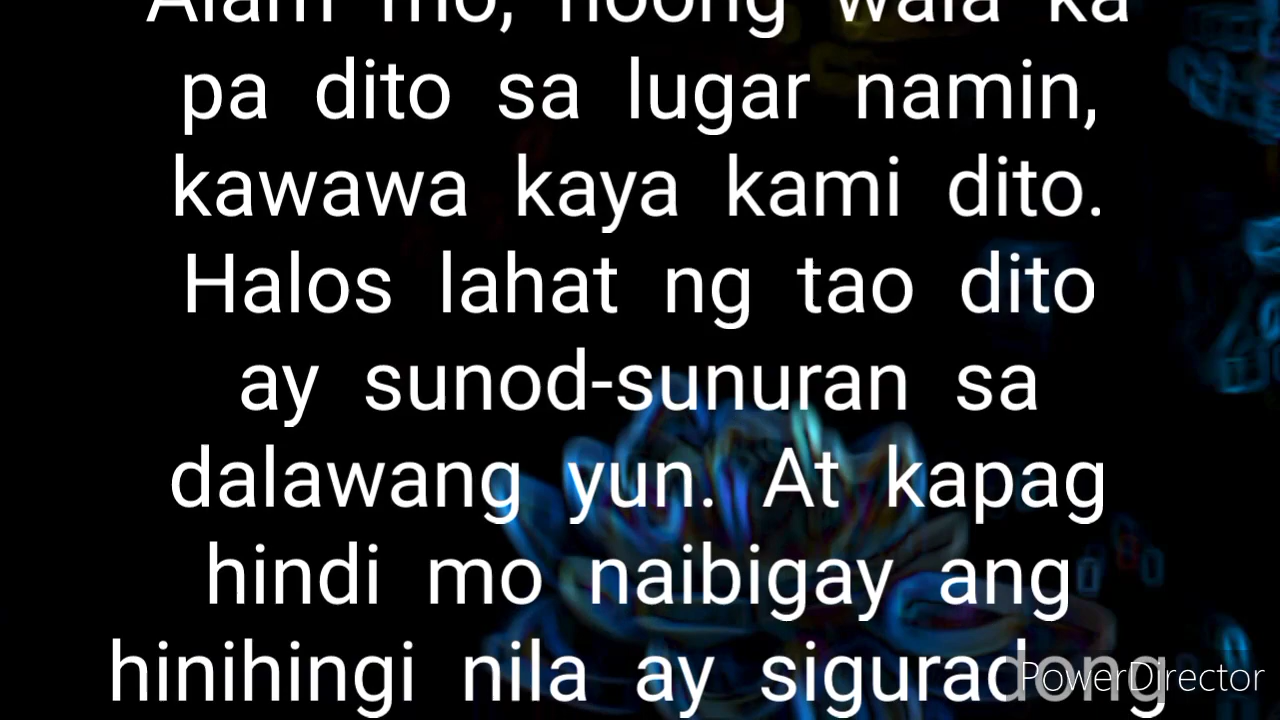 Alam mo, noong wala ka
pa dito sa lugar namin,
kawawa kaya kami dito.
Halos lahat ng tao dito
ay sunod-sunuran sa
dalawang yun. At kapag
hindi mo naibigay ang
hinihingi nila ay siguradong
PowerDirector